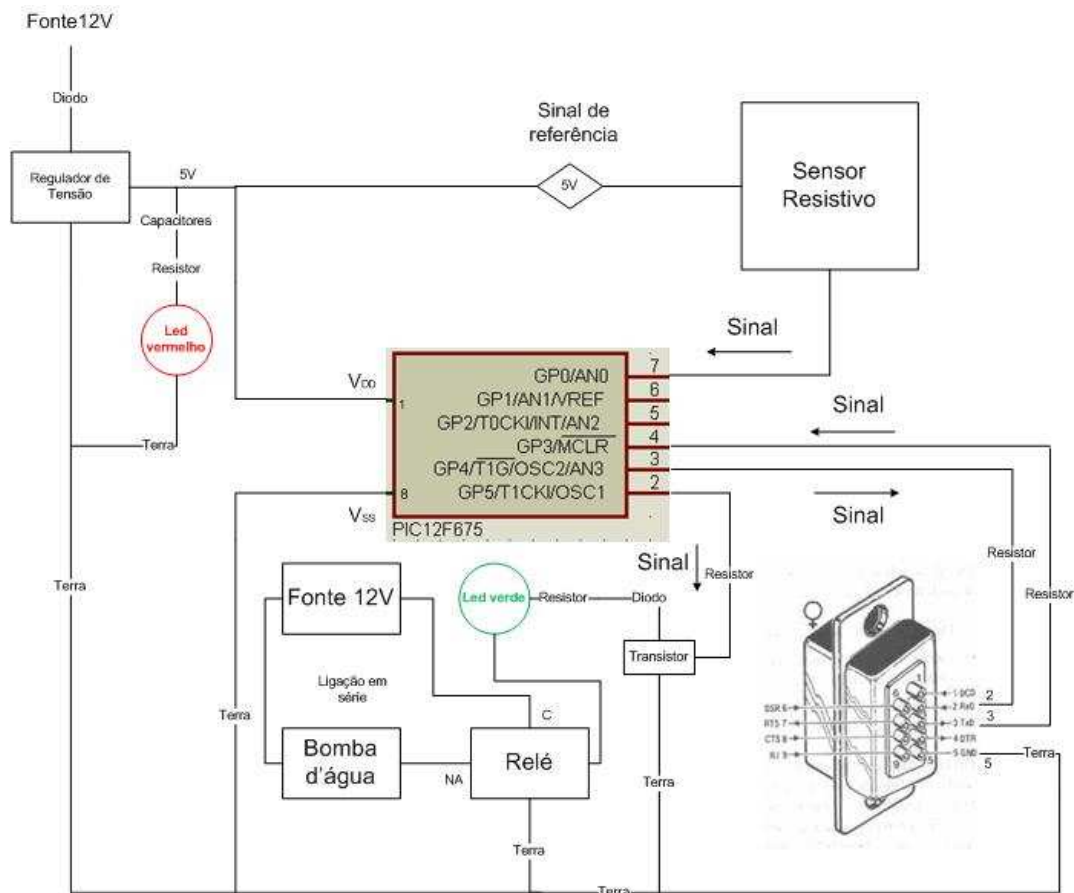 Fonte12V
Diodo
Regulador de
Tensão
5V
Capacitores
Resistor
Led
vermelho
Terra
Sinal de
referência
5V
Sensor
Resistivo
Sinal
VDD
1
GP0/AN0
7
GP1/AN1/VREF
6
GP2/T0CKI/INT/AN2
5
GP3/MCLR
4
GP4/T1G/OSC2/AN3
3
GP5/T1CKI/OSC1
2
8
VSS
PIC12F675
Sinal
Sinal
Sinal
Resistor
Resistor
Resistor
Terra
Fonte 12V
Led verde
Resistor
Diodo
Transistor
Ligação em
série
Terra
C
Bomba
d'água
NA
Relé
Terra
Terra
Terra
1 DCD
2
DSR 6
2 RxD
RTS 7
3 TxD
3
CTS 8
4 DTR
RI 9
5 GND
5
Terra